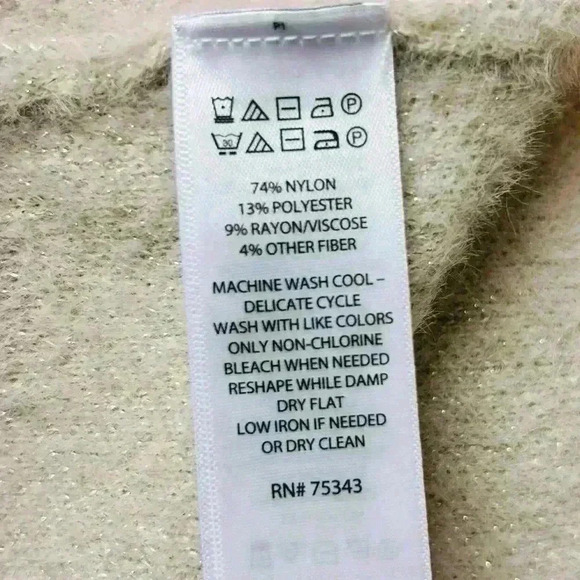 74% NYLON
13% POLYESTER
9% RAYON/VISCOSE
4% OTHER FIBER
MACHINE WASH COOL –
DELICATE CYCLE
WASH WITH LIKE COLORS
ONLY NON-CHLORINE
BLEACH WHEN NEEDED
RESHAPE WHILE DAMP
DRY FLAT
LOW IRON IF NEEDED
OR DRY CLEAN
RN# 75343